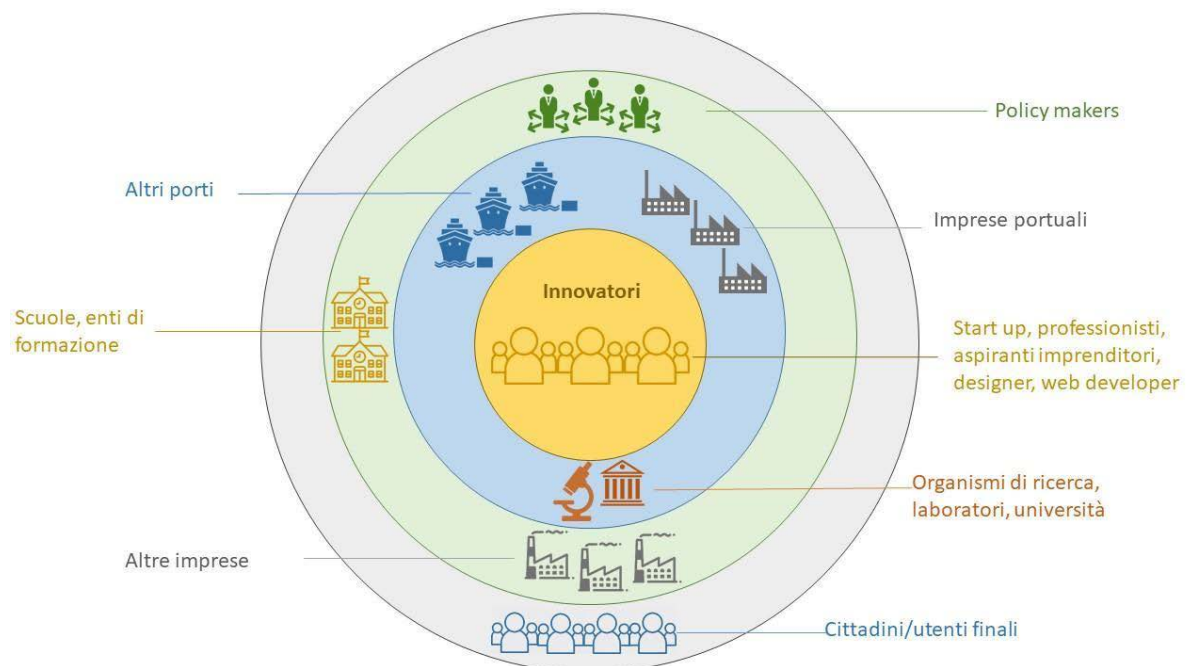 Policy makers
Altri porti
Imprese portuali
Innovatori
Scuole, enti di
formazione
Start up, professionisti,
aspiranti imprenditori,
designer, web developer
Organismi di ricerca,
laboratori, università
Altre imprese
Cittadini/utenti finali